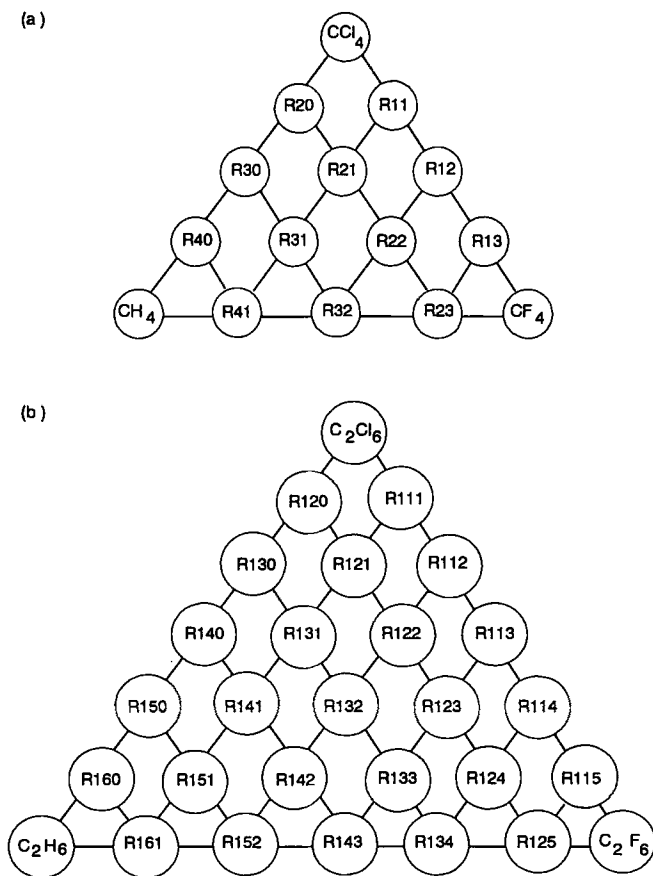 (a)
CCl4
R20 R11
R30 R21 R12
R40 R31 R22 R13
CH4 R41 R32 R23 CF4
(b)
C2Cl6
R120 R111
R130 R121 R112
R140 R131 R122 R113
R150 R141 R132 R123 R114
R160 R151 R142 R133 R124 R115
C2H6 R161 R152 R143 R134 R125 C2F6